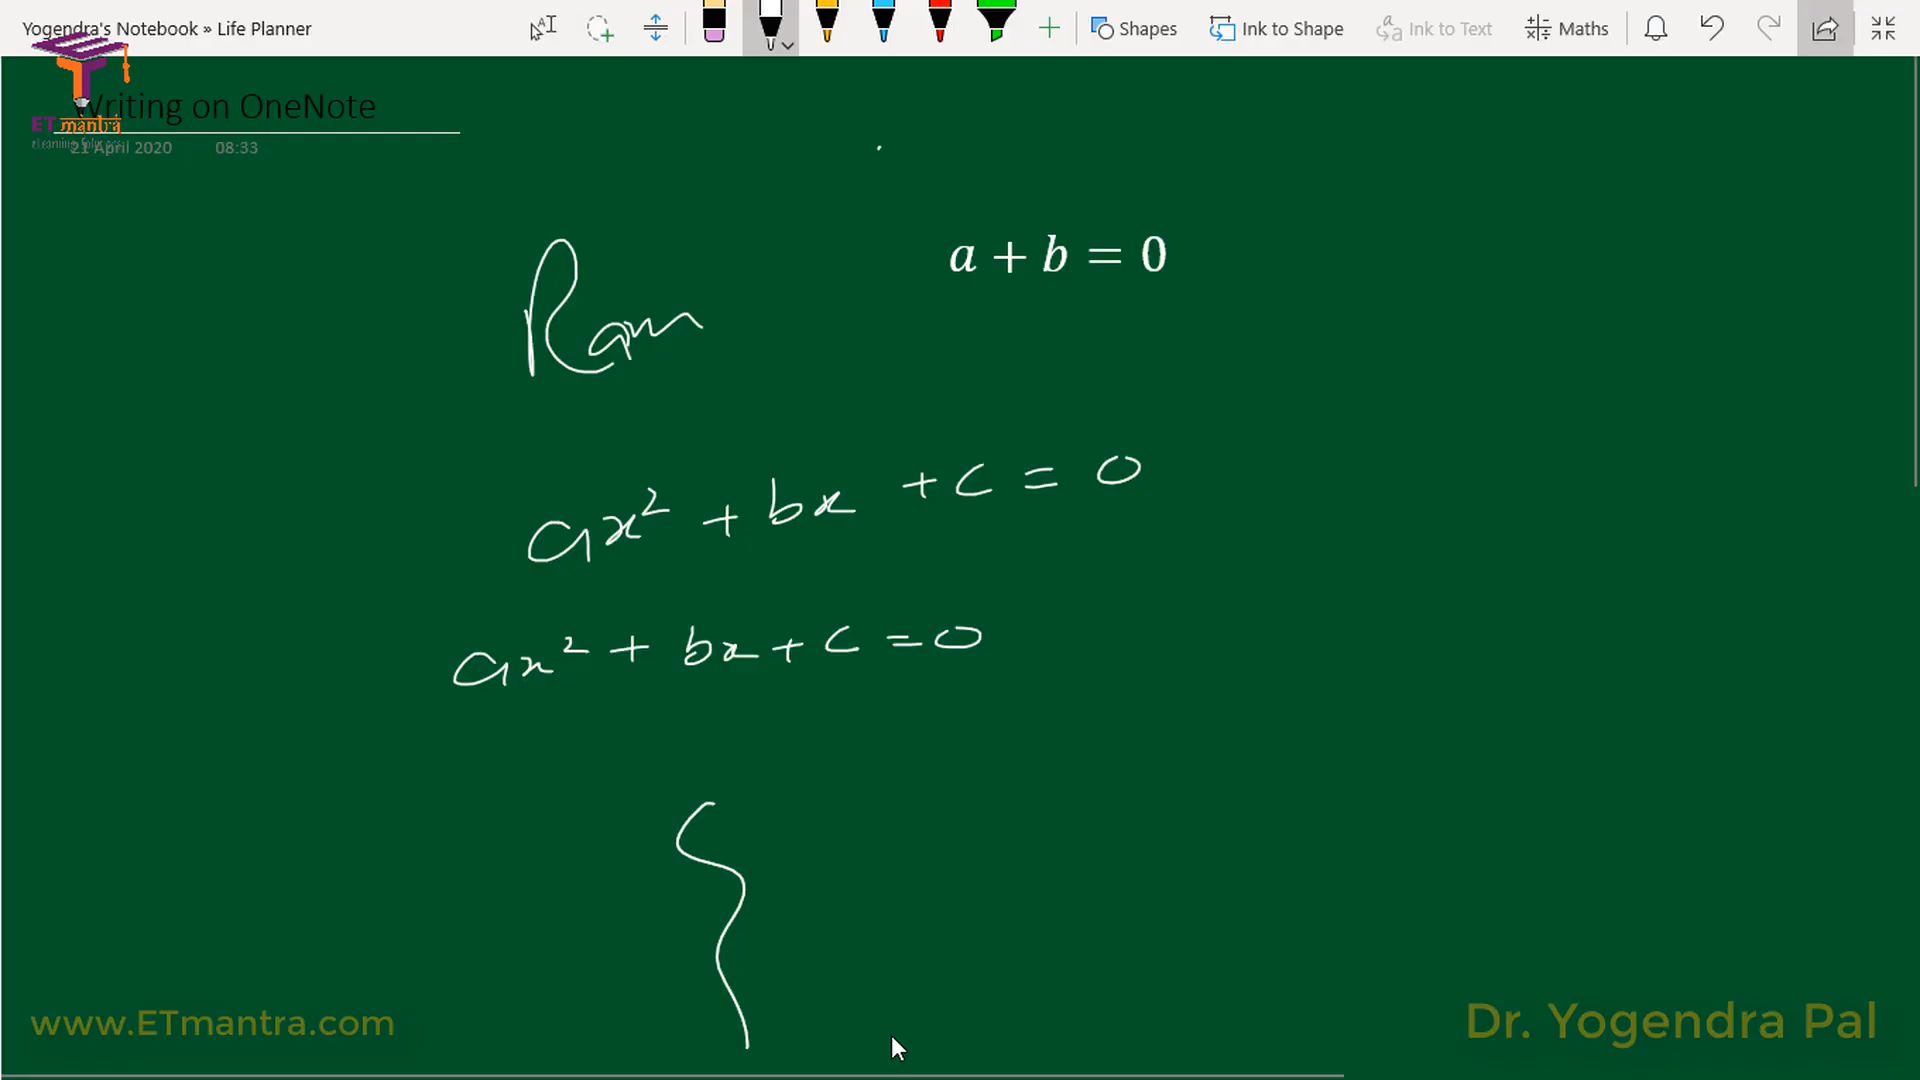 Yogendra's Notebook » Life Planner
Shapes
Ink to Shape
Ink to Text
Maths
Writing on OneNote
ET mantra
21 April 2020 08:33
a + b = 0
Ram
ax² + bx + c = 0
ax² + bx + c = 0
www.ETmantra.com
Dr. Yogendra Pal